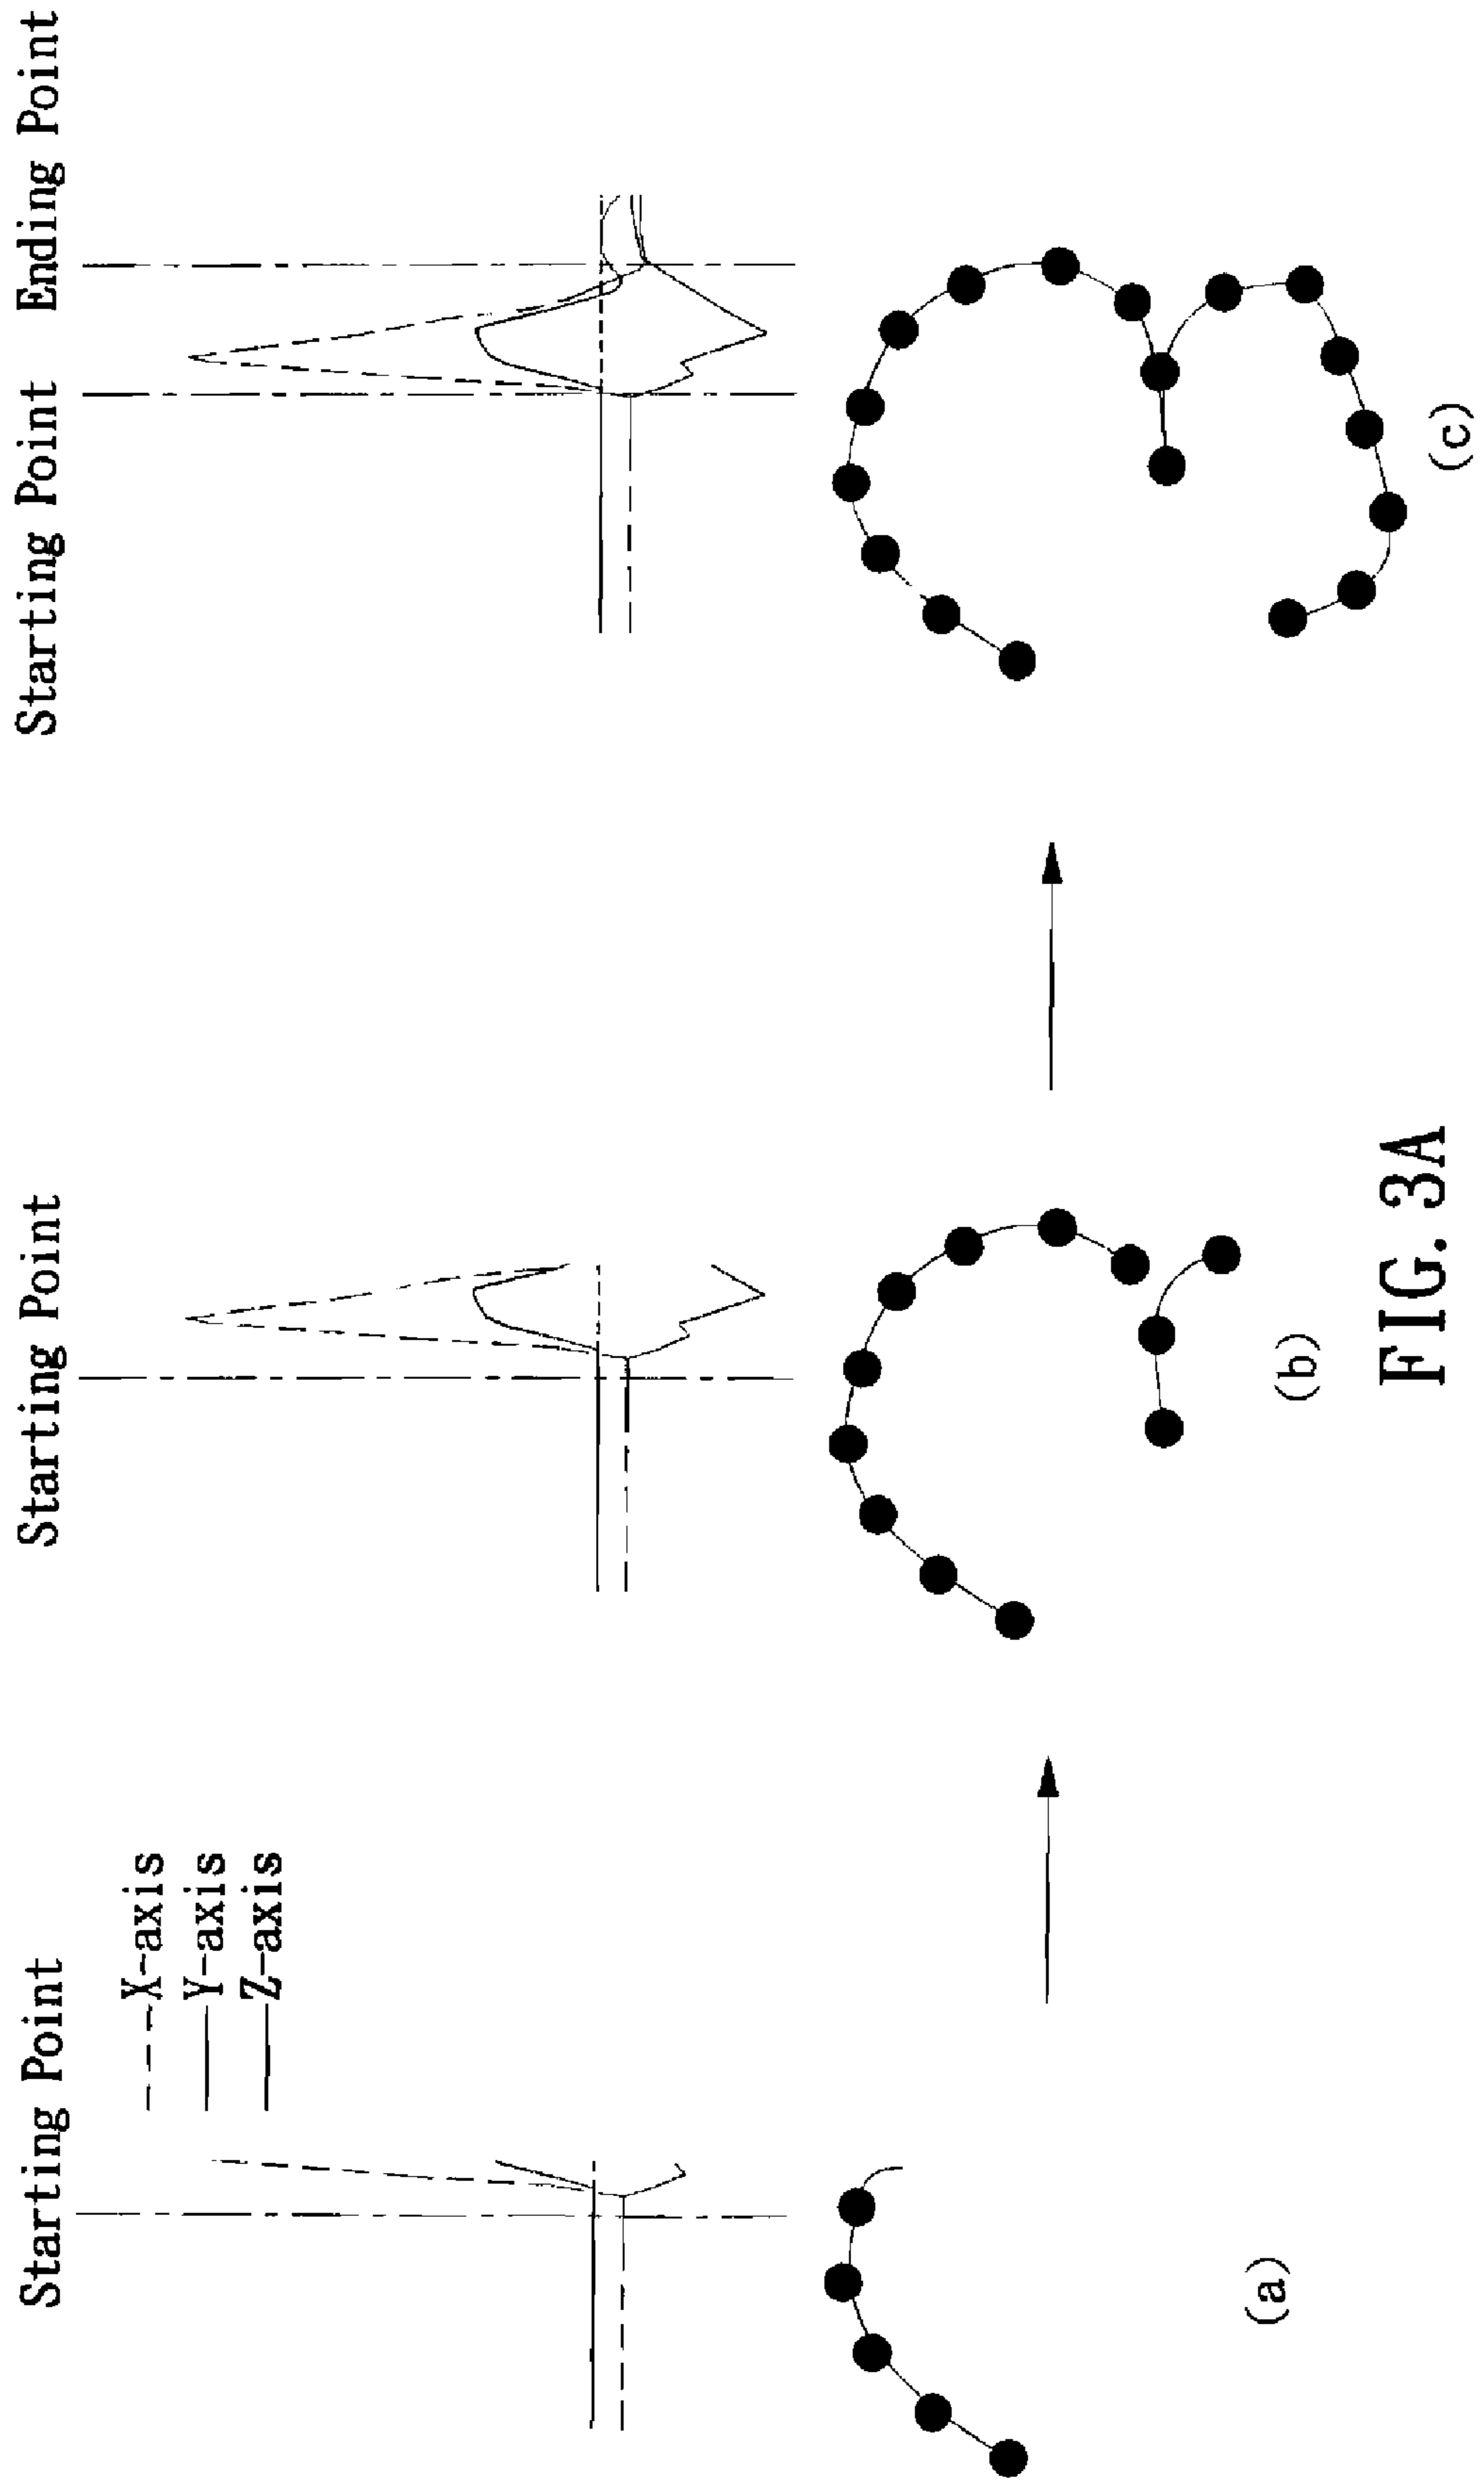 Starting Point
--X-axis
—Y-axis
—Z-axis
(a)
Starting Point
(b)
Starting Point Ending Point
(c)
FIG. 3A